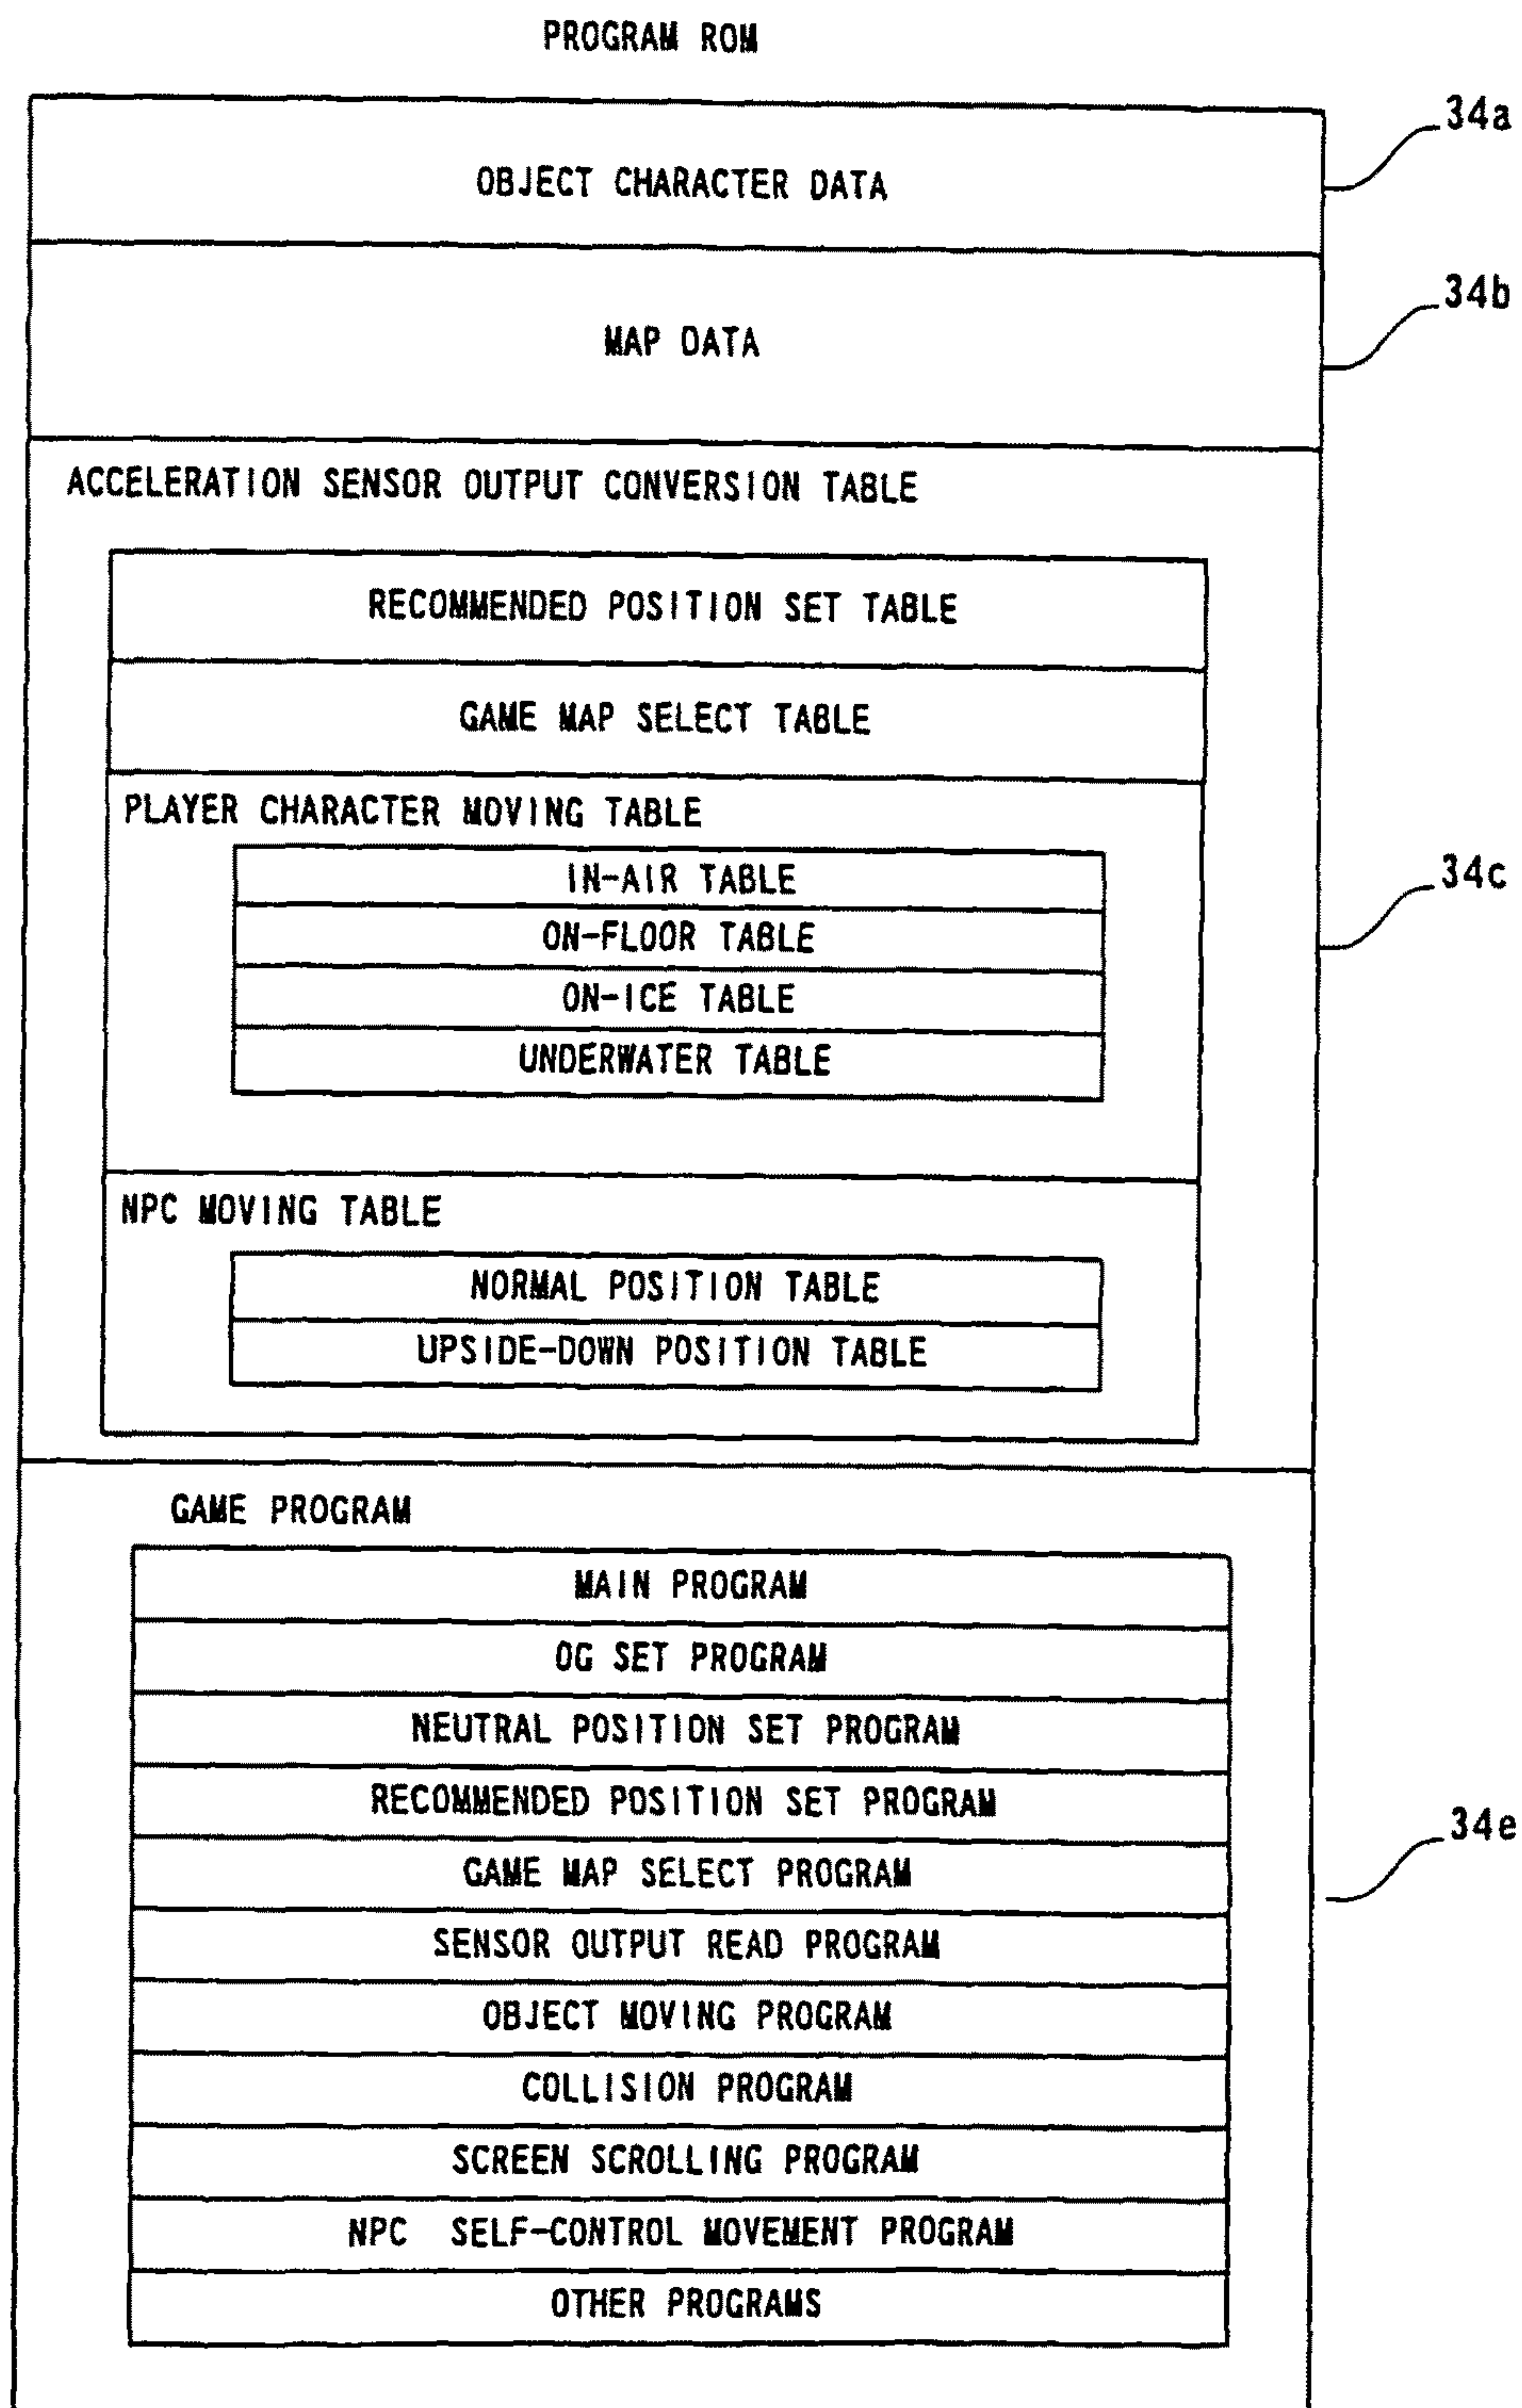 PROGRAM ROM
34a
OBJECT CHARACTER DATA
34b
MAP DATA
ACCELERATION SENSOR OUTPUT CONVERSION TABLE
RECOMMENDED POSITION SET TABLE
GAME MAP SELECT TABLE
PLAYER CHARACTER MOVING TABLE
IN-AIR TABLE
34c
ON-FLOOR TABLE
ON-ICE TABLE
UNDERWATER TABLE
NPC MOVING TABLE
NORMAL POSITION TABLE
UPSIDE-DOWN POSITION TABLE
GAME PROGRAM
MAIN PROGRAM
OG SET PROGRAM
NEUTRAL POSITION SET PROGRAM
RECOMMENDED POSITION SET PROGRAM
34e
GAME MAP SELECT PROGRAM
SENSOR OUTPUT READ PROGRAM
OBJECT MOVING PROGRAM
COLLISION PROGRAM
SCREEN SCROLLING PROGRAM
NPC SELF-CONTROL MOVEMENT PROGRAM
OTHER PROGRAMS